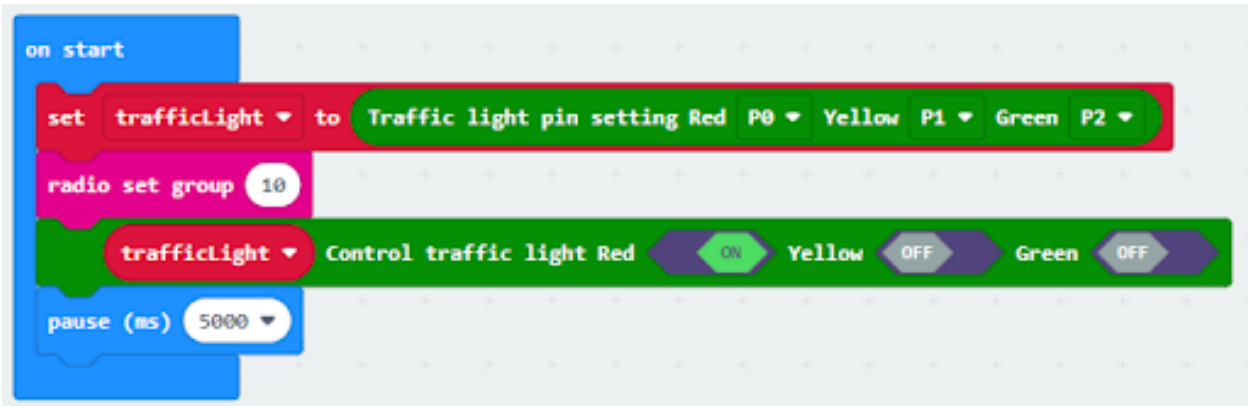 on start
set trafficLight to Traffic light pin setting Red P0 Yellow P1 Green P2
radio set group 10
trafficLight Control traffic light Red ON Yellow OFF Green OFF
pause (ms) 5000